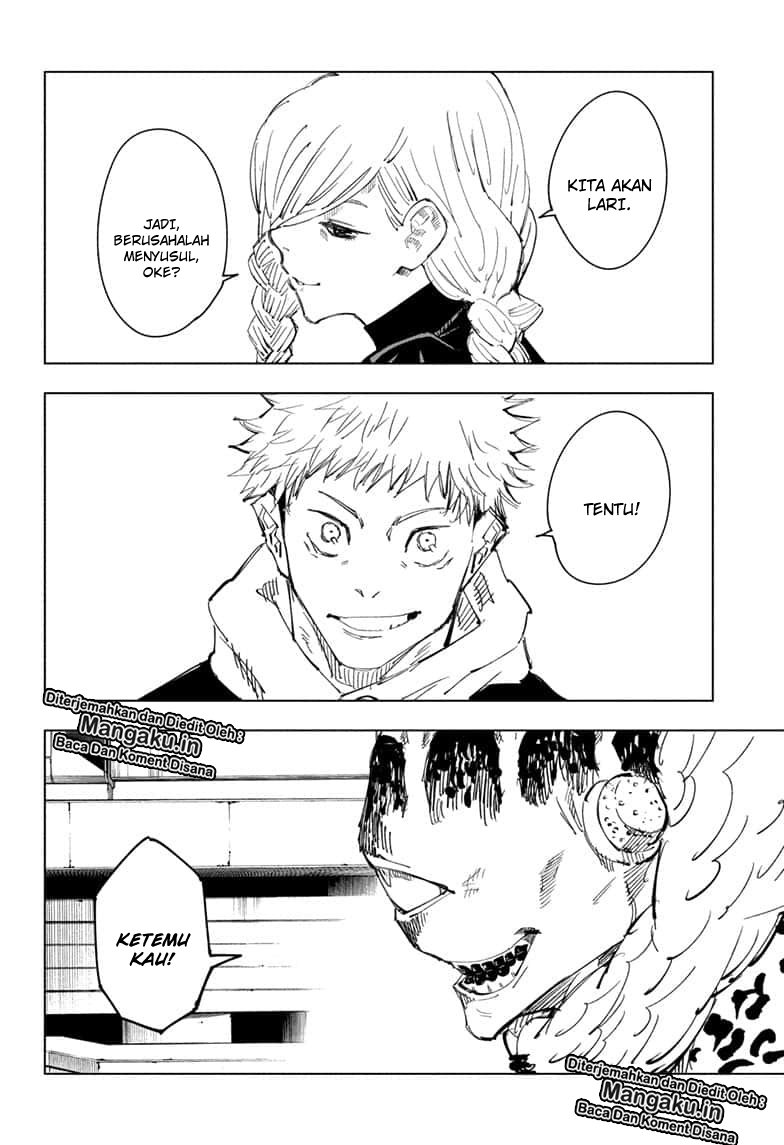 KITA AKAN
LARI.
JADI,
BERUSAHALAH
MENYUSUL,
OKE?
TENTU!
Diterjemahkan dan Diedit Oleh :
Mangaku.in
Baca Dan Koment Disana
KETEMU
KAU!
Diterjemahkan dan Diedit Oleh :
Mangaku.in
Baca Dan Koment Disana